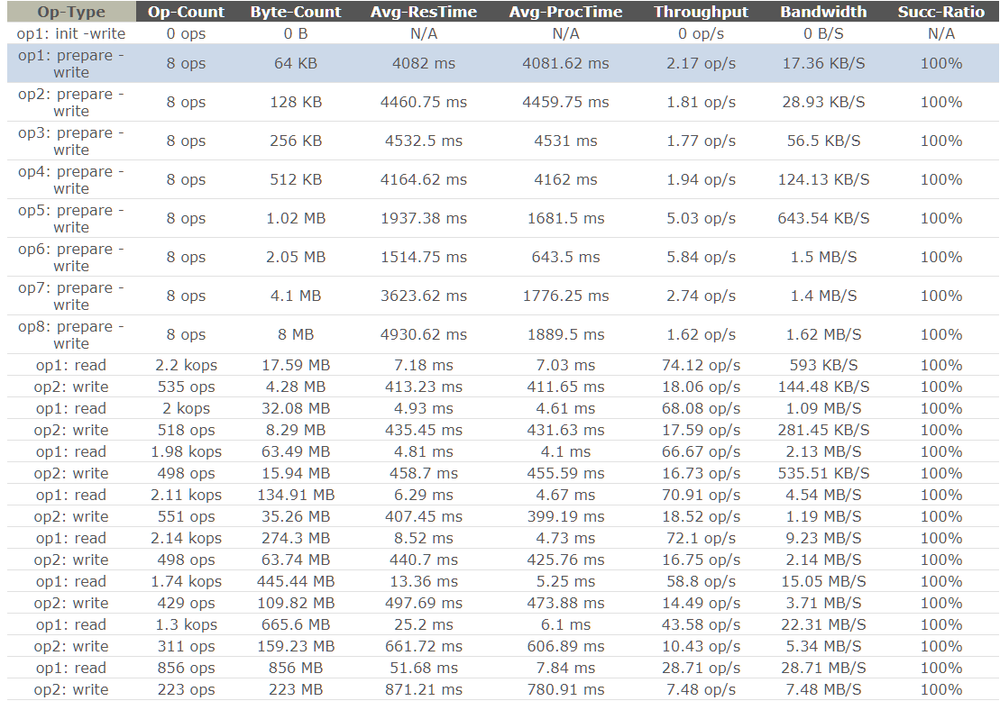 Op-Type Op-Count Byte-Count Avg-ResTime Avg-ProcTime Throughput Bandwidth Succ-Ratio
op1: init -write 0 ops 0 B N/A N/A 0 op/s 0 B/S N/A
op1: prepare -
write 8 ops 64 KB 4082 ms 4081.62 ms 2.17 op/s 17.36 KB/S 100%
op2: prepare -
write 8 ops 128 KB 4460.75 ms 4459.75 ms 1.81 op/s 28.93 KB/S 100%
op3: prepare -
write 8 ops 256 KB 4532.5 ms 4531 ms 1.77 op/s 56.5 KB/S 100%
op4: prepare -
write 8 ops 512 KB 4164.62 ms 4162 ms 1.94 op/s 124.13 KB/S 100%
op5: prepare -
write 8 ops 1.02 MB 1937.38 ms 1681.5 ms 5.03 op/s 643.54 KB/S 100%
op6: prepare -
write 8 ops 2.05 MB 1514.75 ms 643.5 ms 5.84 op/s 1.5 MB/S 100%
op7: prepare -
write 8 ops 4.1 MB 3623.62 ms 1776.25 ms 2.74 op/s 1.4 MB/S 100%
op8: prepare -
write 8 ops 8 MB 4930.62 ms 1889.5 ms 1.62 op/s 1.62 MB/S 100%
op1: read 2.2 kops 17.59 MB 7.18 ms 7.03 ms 74.12 op/s 593 KB/S 100%
op2: write 535 ops 4.28 MB 413.23 ms 411.65 ms 18.06 op/s 144.48 KB/S 100%
op1: read 2 kops 32.08 MB 4.93 ms 4.61 ms 68.08 op/s 1.09 MB/S 100%
op2: write 518 ops 8.29 MB 435.45 ms 431.63 ms 17.59 op/s 281.45 KB/S 100%
op1: read 1.98 kops 63.49 MB 4.81 ms 4.1 ms 66.67 op/s 2.13 MB/S 100%
op2: write 498 ops 15.94 MB 458.7 ms 455.59 ms 16.73 op/s 535.51 KB/S 100%
op1: read 2.11 kops 134.91 MB 6.29 ms 4.67 ms 70.91 op/s 4.54 MB/S 100%
op2: write 551 ops 35.26 MB 407.45 ms 399.19 ms 18.52 op/s 1.19 MB/S 100%
op1: read 2.14 kops 274.3 MB 8.52 ms 4.73 ms 72.1 op/s 9.23 MB/S 100%
op2: write 498 ops 63.74 MB 440.7 ms 425.76 ms 16.75 op/s 2.14 MB/S 100%
op1: read 1.74 kops 445.44 MB 13.36 ms 5.25 ms 58.8 op/s 15.05 MB/S 100%
op2: write 429 ops 109.82 MB 497.69 ms 473.88 ms 14.49 op/s 3.71 MB/S 100%
op1: read 1.3 kops 665.6 MB 25.2 ms 6.1 ms 43.58 op/s 22.31 MB/S 100%
op2: write 311 ops 159.23 MB 661.72 ms 606.89 ms 10.43 op/s 5.34 MB/S 100%
op1: read 856 ops 856 MB 51.68 ms 7.84 ms 28.71 op/s 28.71 MB/S 100%
op2: write 223 ops 223 MB 871.21 ms 780.91 ms 7.48 op/s 7.48 MB/S 100%